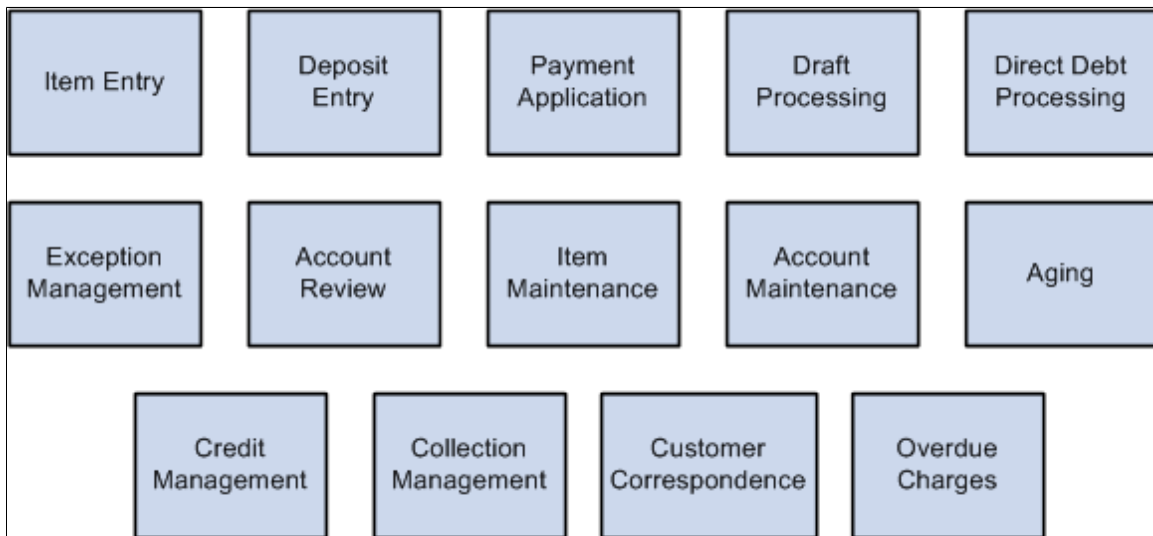 Item Entry
Deposit
Entry
Payment
Application
Draft
Processing
Direct Debt
Processing
Exception
Management
Account
Review
Item
Maintenance
Account
Maintenance
Aging
Credit
Management
Collection
Management
Customer
Correspondence
Overdue
Charges